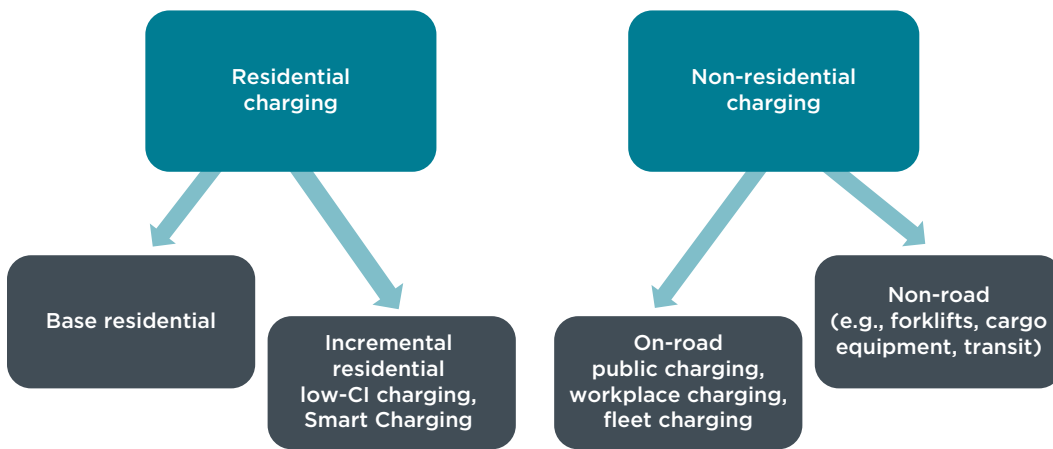 Residential
charging
Non-residential
charging
Base residential
Incremental
residential
low-CI charging,
Smart Charging
On-road
public charging,
workplace charging,
fleet charging
Non-road
(e.g., forklifts, cargo
equipment, transit)